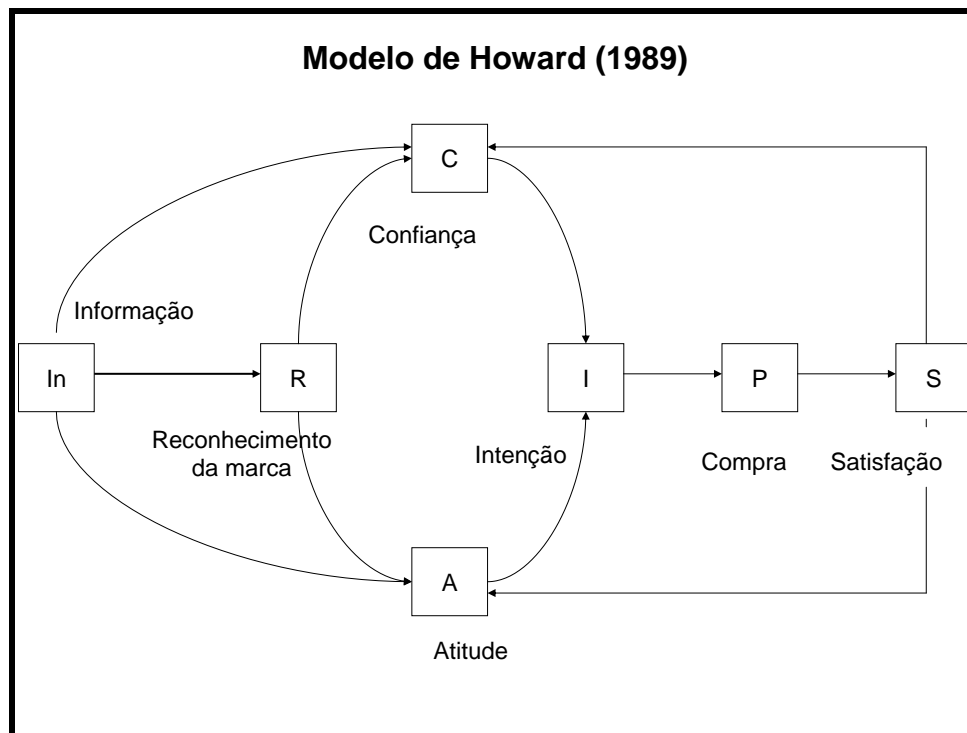 Modelo de Howard (1989)
C
Confiança
Informação
In
R
I
P
S
Reconhecimento
da marca
Intenção
Compra
Satisfação
A
Atitude